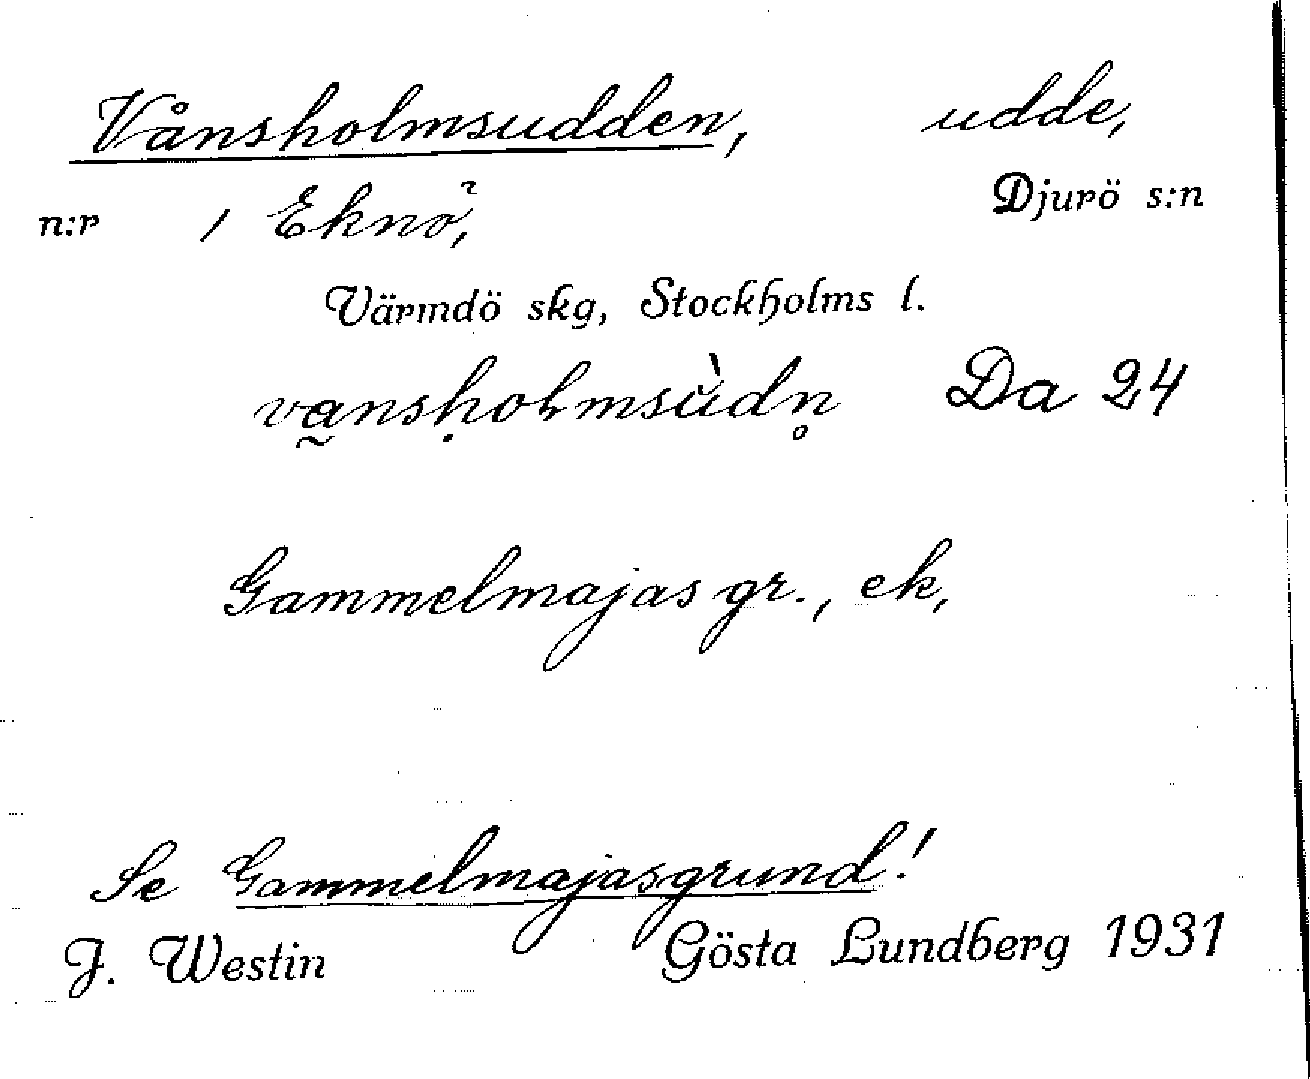 Vånsholmsudden, udde,
n:r 1 Eknö, Djurö s:n
Värmdö skg, Stockholms l.
vansholmsùdn̥ Da 24
Gammelmajas gr., ek,
Se Gammelmajasgrund!
J. Westin Gösta Lundberg 1931